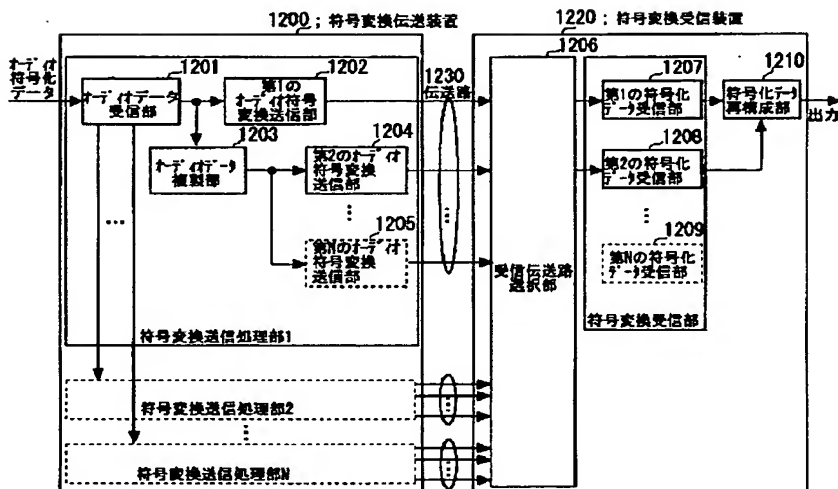 1200 ; 符号変換伝送装置
1220 ; 符号変換受信装置
オーディオ
符号化
データ
1201
オーディオデータ
受信部
1202
第1の
オーディオ符号
変換送信部
1203
オーディオデータ
複製部
1204
第2のオーディオ
符号変換
送信部
⋮
1205
第Nのオーディオ
符号変換
送信部
…
符号変換送信処理部1
符号変換送信処理部2
⋮
符号変換送信処理部N
1230
伝送路
1206
受信伝送路
選択部
1207
第1の符号化
データ受信部
1208
第2の符号化
データ受信部
⋮
1209
第Nの符号化
データ受信部
符号変換受信部
1210
符号化データ
再構成部
出力